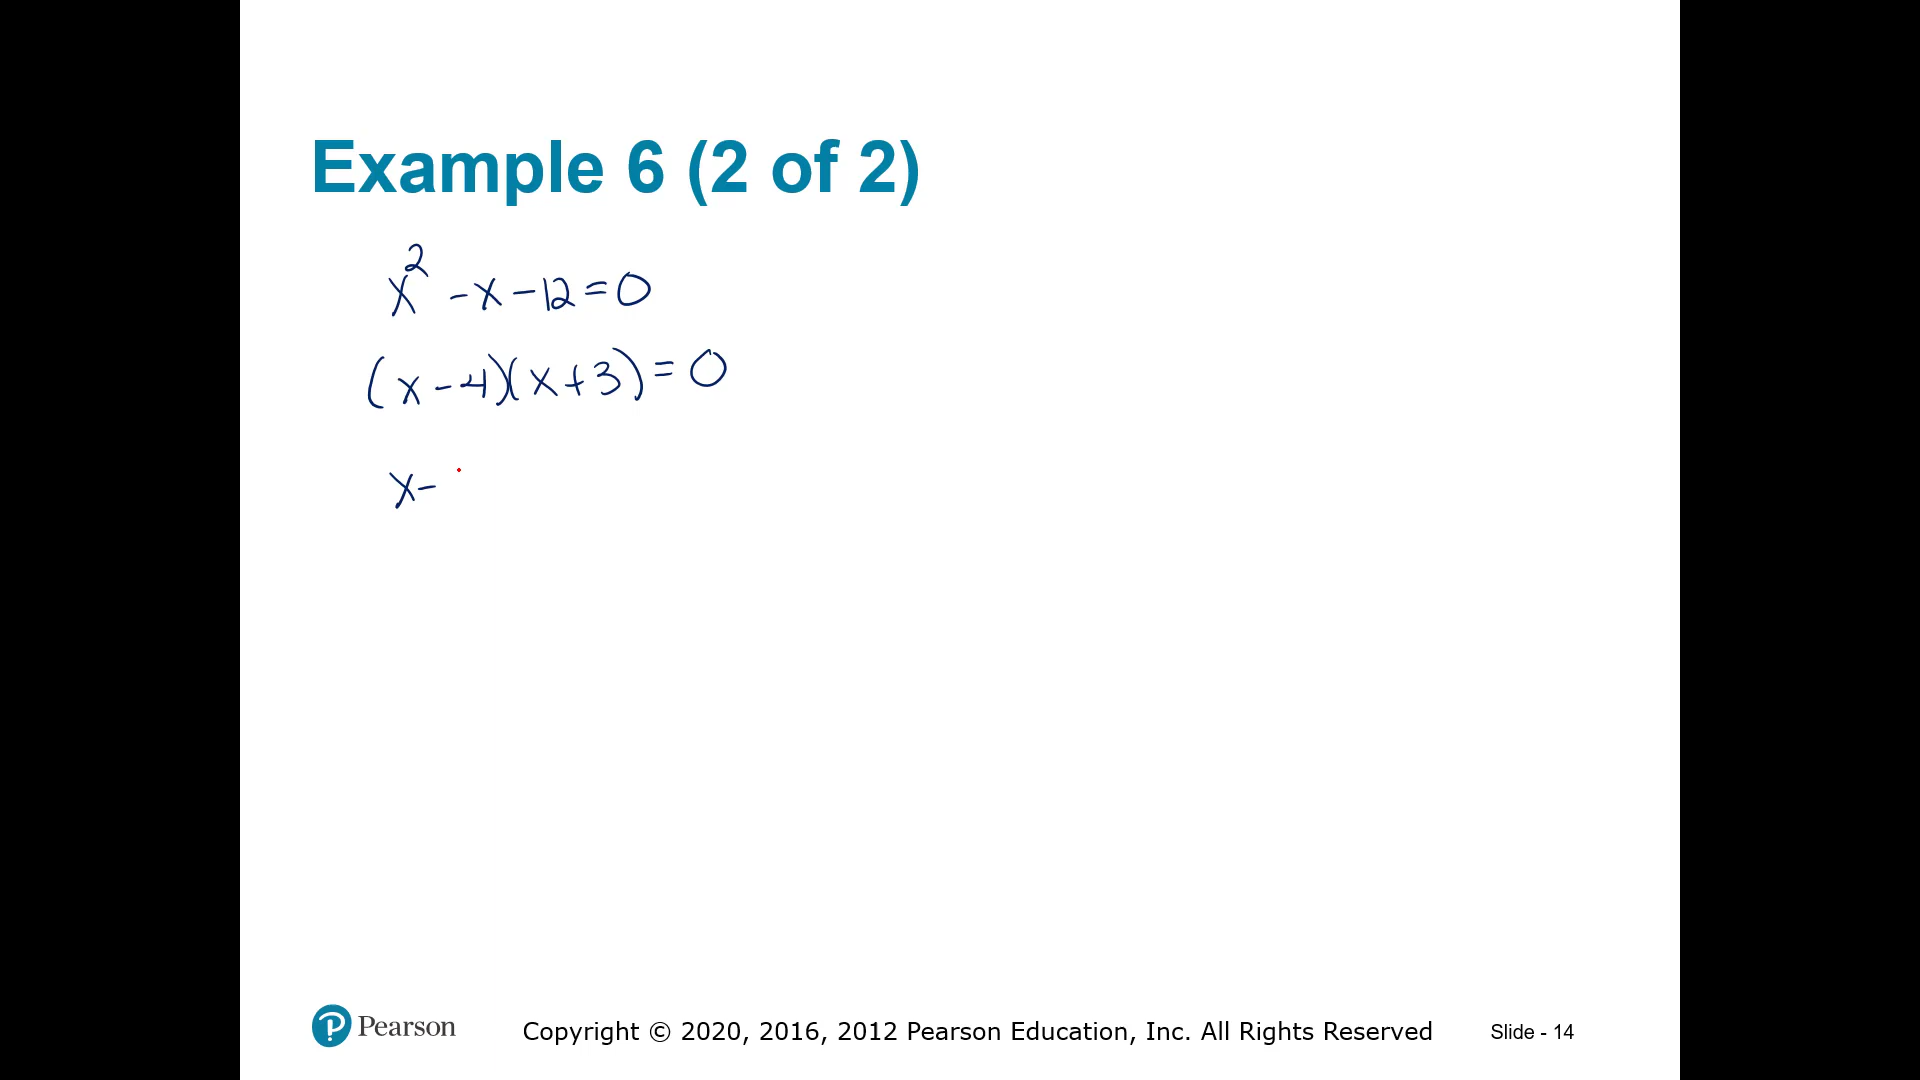 Example 6 (2 of 2)
x² - x - 12 = 0
(x - 4)(x + 3) = 0
x -
Pearson
Copyright © 2020, 2016, 2012 Pearson Education, Inc. All Rights Reserved
Slide - 14